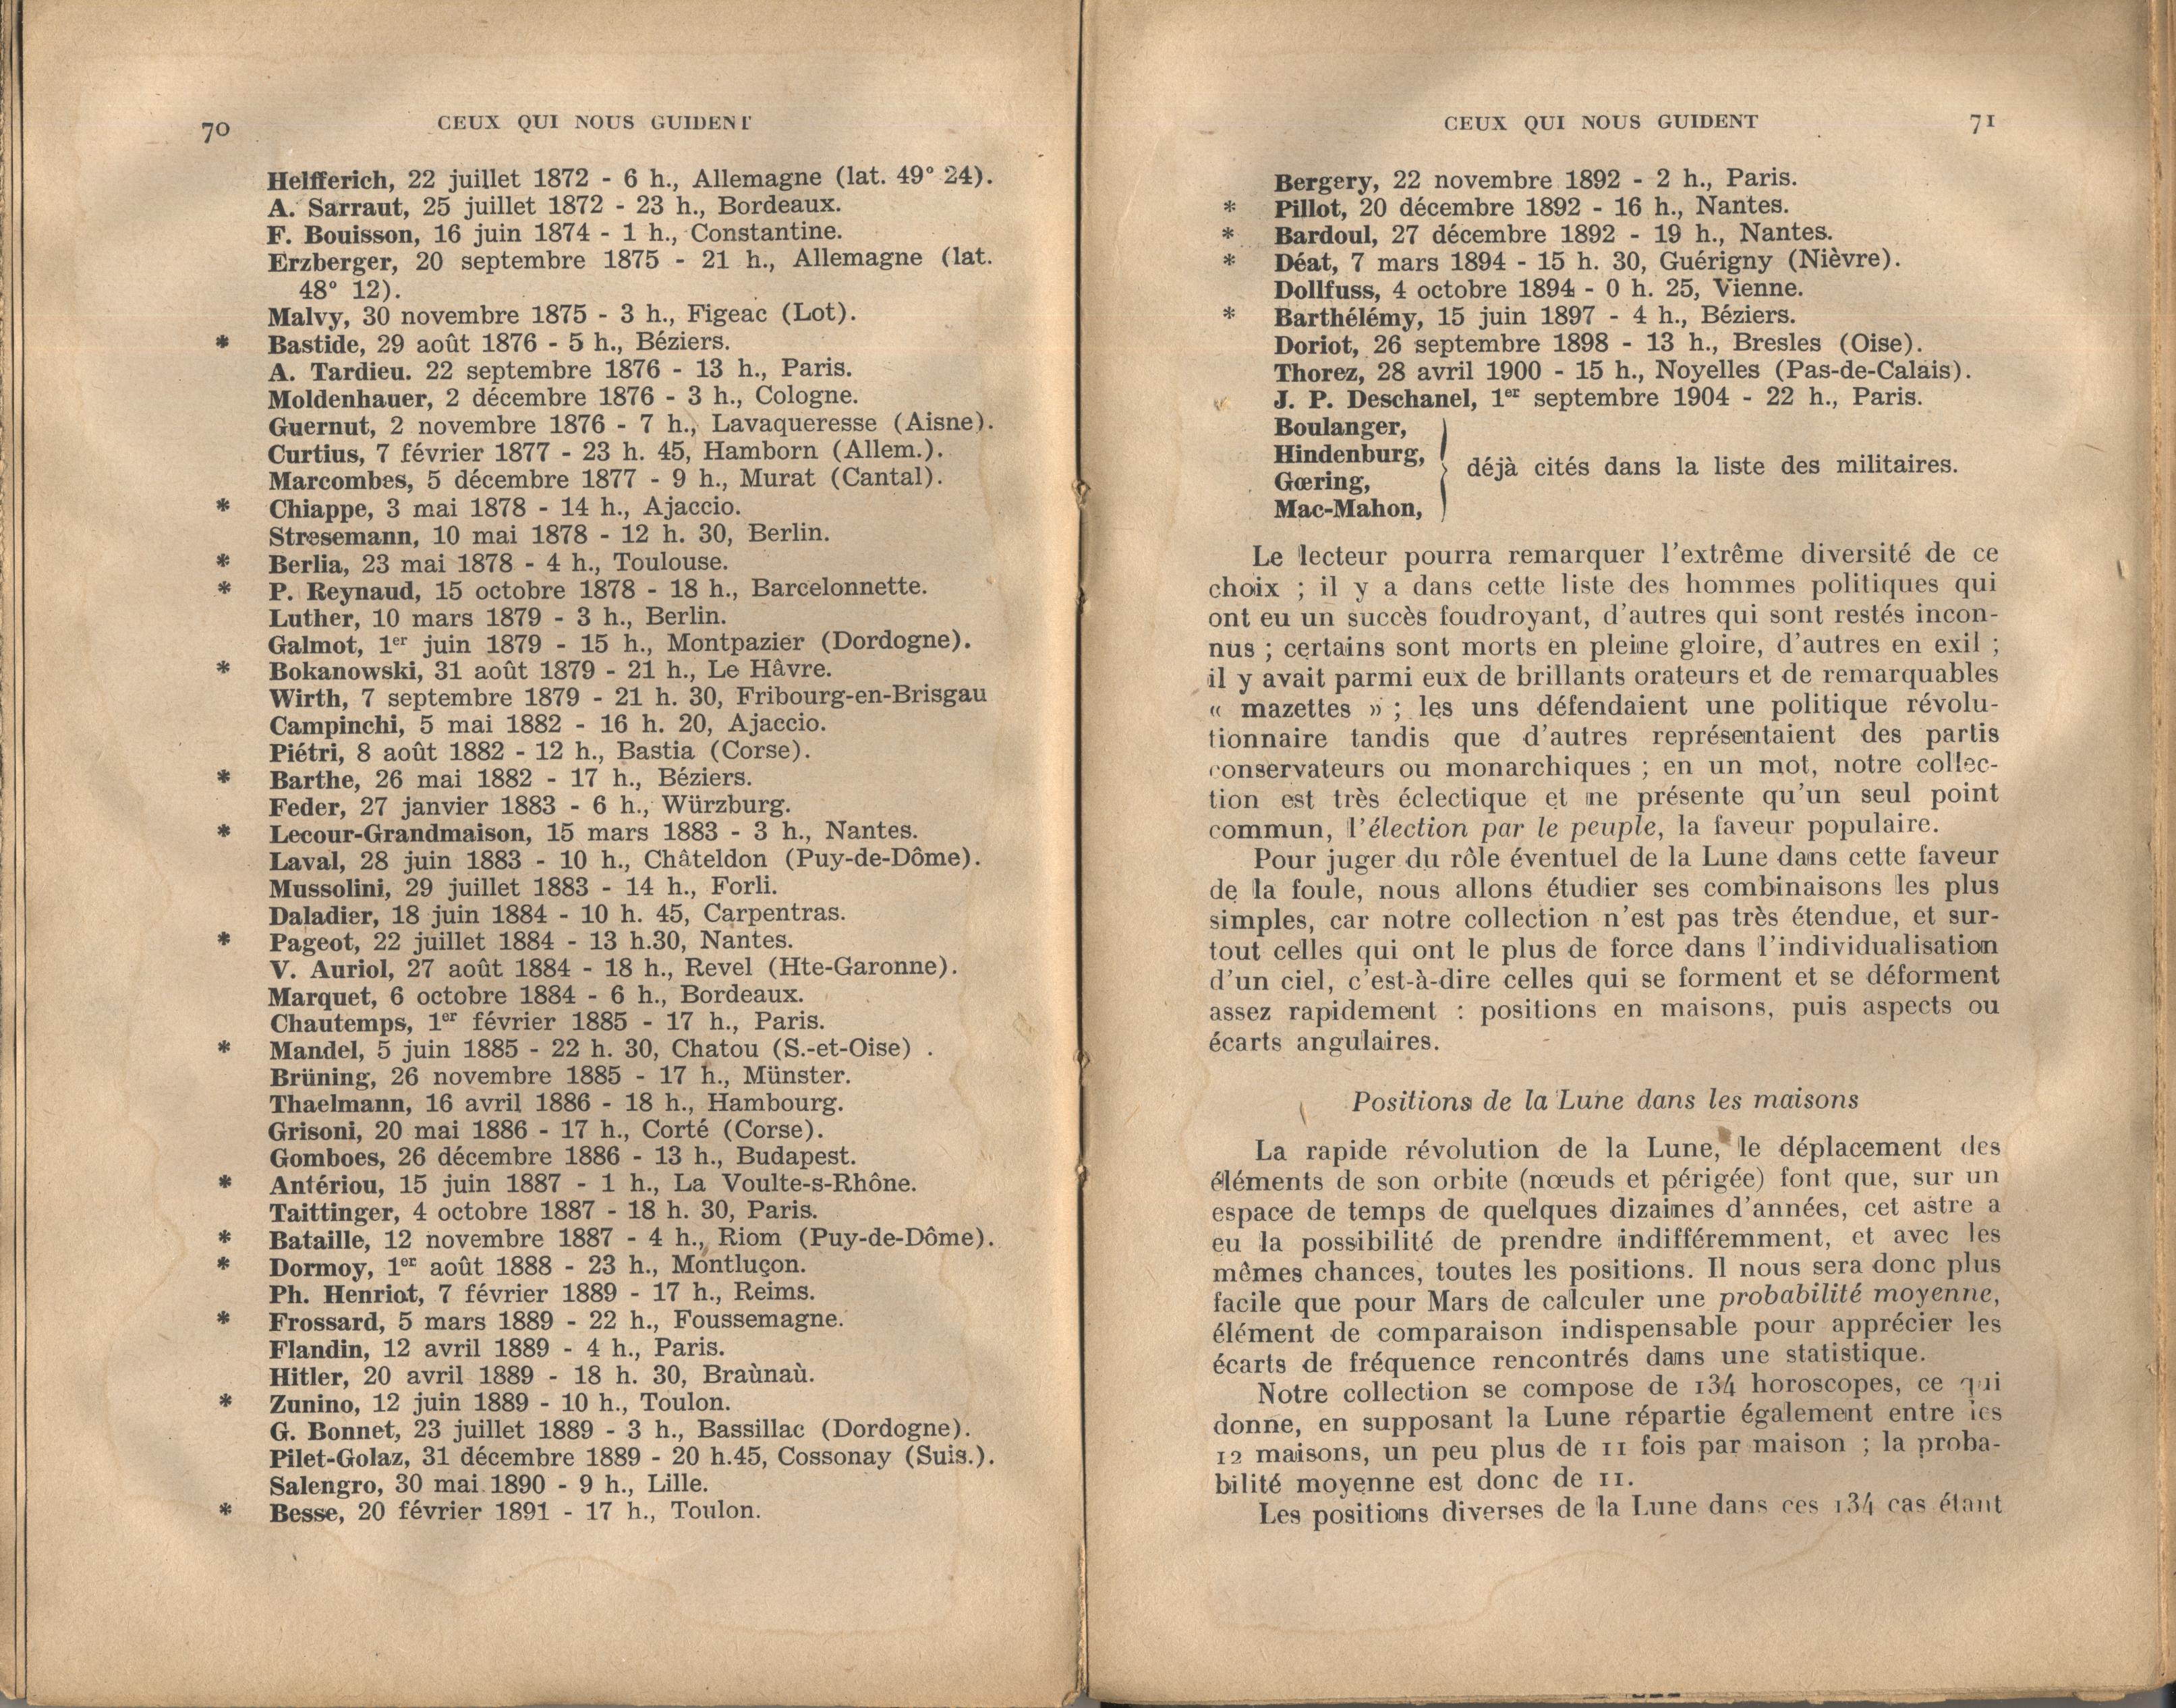 70
CEUX QUI NOUS GUIDENT
Helfferich, 22 juillet 1872 - 6 h., Allemagne (lat. 49° 24).
A. Sarraut, 25 juillet 1872 - 23 h., Bordeaux.
F. Bouisson, 16 juin 1874 - 1 h., Constantine.
Erzberger, 20 septembre 1875 - 21 h., Allemagne (lat.
48° 12).
Malvy, 30 novembre 1875 - 3 h., Figeac (Lot).
* Bastide, 29 août 1876 - 5 h., Béziers.
A. Tardieu. 22 septembre 1876 - 13 h., Paris.
Moldenhauer, 2 décembre 1876 - 3 h., Cologne.
Guernut, 2 novembre 1876 - 7 h., Lavaqueresse (Aisne).
Curtius, 7 février 1877 - 23 h. 45, Hamborn (Allem.).
Marcombes, 5 décembre 1877 - 9 h., Murat (Cantal).
* Chiappe, 3 mai 1878 - 14 h., Ajaccio.
Stresemann, 10 mai 1878 - 12 h. 30, Berlin.
* Berlia, 23 mai 1878 - 4 h., Toulouse.
* P. Reynaud, 15 octobre 1878 - 18 h., Barcelonnette.
Luther, 10 mars 1879 - 3 h., Berlin.
Galmot, 1er juin 1879 - 15 h., Montpazier (Dordogne).
* Bokanowski, 31 août 1879 - 21 h., Le Hâvre.
Wirth, 7 septembre 1879 - 21 h. 30, Fribourg-en-Brisgau
Campinchi, 5 mai 1882 - 16 h. 20, Ajaccio.
Piétri, 8 août 1882 - 12 h., Bastia (Corse).
* Barthe, 26 mai 1882 - 17 h., Béziers.
Feder, 27 janvier 1883 - 6 h., Würzburg.
* Lecour-Grandmaison, 15 mars 1883 - 3 h., Nantes.
Laval, 28 juin 1883 - 10 h., Châteldon (Puy-de-Dôme).
Mussolini, 29 juillet 1883 - 14 h., Forli.
Daladier, 18 juin 1884 - 10 h. 45, Carpentras.
* Pageot, 22 juillet 1884 - 13 h.30, Nantes.
V. Auriol, 27 août 1884 - 18 h., Revel (Hte-Garonne).
Marquet, 6 octobre 1884 - 6 h., Bordeaux.
Chautemps, 1er février 1885 - 17 h., Paris.
* Mandel, 5 juin 1885 - 22 h. 30, Chatou (S.-et-Oise) .
Brüning, 26 novembre 1885 - 17 h., Münster.
Thaelmann, 16 avril 1886 - 18 h., Hambourg.
Grisoni, 20 mai 1886 - 17 h., Corté (Corse).
Gomboes, 26 décembre 1886 - 13 h., Budapest.
* Antériou, 15 juin 1887 - 1 h., La Voulte-s-Rhône.
Taittinger, 4 octobre 1887 - 18 h. 30, Paris.
* Bataille, 12 novembre 1887 - 4 h., Riom (Puy-de-Dôme).
* Dormoy, 1er août 1888 - 23 h., Montluçon.
Ph. Henriot, 7 février 1889 - 17 h., Reims.
* Frossard, 5 mars 1889 - 22 h., Foussemagne.
Flandin, 12 avril 1889 - 4 h., Paris.
Hitler, 20 avril 1889 - 18 h. 30, Braùnaù.
* Zunino, 12 juin 1889 - 10 h., Toulon.
G. Bonnet, 23 juillet 1889 - 3 h., Bassillac (Dordogne).
Pilet-Golaz, 31 décembre 1889 - 20 h.45, Cossonay (Suis.).
Salengro, 30 mai 1890 - 9 h., Lille.
* Besse, 20 février 1891 - 17 h., Toulon.
CEUX QUI NOUS GUIDENT
71
Bergery, 22 novembre 1892 - 2 h., Paris.
* Pillot, 20 décembre 1892 - 16 h., Nantes.
* Bardoul, 27 décembre 1892 - 19 h., Nantes.
* Déat, 7 mars 1894 - 15 h. 30, Guérigny (Nièvre).
Dollfuss, 4 octobre 1894 - 0 h. 25, Vienne.
* Barthélémy, 15 juin 1897 - 4 h., Béziers.
Doriot, 26 septembre 1898 - 13 h., Bresles (Oise).
Thorez, 28 avril 1900 - 15 h., Noyelles (Pas-de-Calais).
J. P. Deschanel, 1er septembre 1904 - 22 h., Paris.
Boulanger,
Hindenburg,
Gœring,
Mac-Mahon,
déjà cités dans la liste des militaires.
Le lecteur pourra remarquer l'extrême diversité de ce
choix ; il y a dans cette liste des hommes politiques qui
ont eu un succès foudroyant, d'autres qui sont restés incon-
nus ; certains sont morts en pleine gloire, d'autres en exil ;
il y avait parmi eux de brillants orateurs et de remarquables
« mazettes » ; les uns défendaient une politique révolu-
tionnaire tandis que d'autres représentaient des partis
conservateurs ou monarchiques ; en un mot, notre collec-
tion est très éclectique et ne présente qu'un seul point
commun, l'élection par le peuple, la faveur populaire.
Pour juger du rôle éventuel de la Lune dans cette faveur
de la foule, nous allons étudier ses combinaisons les plus
simples, car notre collection n'est pas très étendue, et sur-
tout celles qui ont le plus de force dans l'individualisation
d'un ciel, c'est-à-dire celles qui se forment et se déforment
assez rapidement : positions en maisons, puis aspects ou
écarts angulaires.
Positions de la Lune dans les maisons
La rapide révolution de la Lune, le déplacement des
éléments de son orbite (nœuds et périgée) font que, sur un
espace de temps de quelques dizaines d'années, cet astre a
eu la possibilité de prendre indifféremment, et avec les
mêmes chances, toutes les positions. Il nous sera donc plus
facile que pour Mars de calculer une probabilité moyenne,
élément de comparaison indispensable pour apprécier les
écarts de fréquence rencontrés dans une statistique.
Notre collection se compose de 134 horoscopes, ce qui
donne, en supposant la Lune répartie également entre les
12 maisons, un peu plus de 11 fois par maison ; la proba-
bilité moyenne est donc de 11.
Les positions diverses de la Lune dans ces 134 cas étant